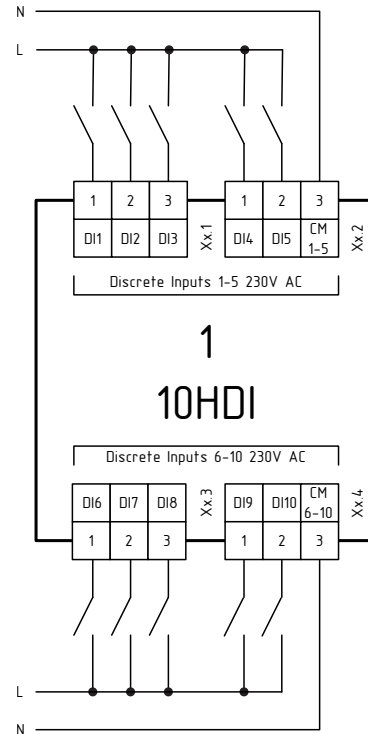 N
L
1 2 3 1 2 3
DI1 DI2 DI3 Xx.1 DI4 DI5 CM 1-5 Xx.2
Discrete Inputs 1-5 230V AC
1
10HDI
Discrete Inputs 6-10 230V AC
DI6 DI7 DI8 Xx.3 DI9 DI10 CM 6-10 Xx.4
1 2 3 1 2 3
L
N